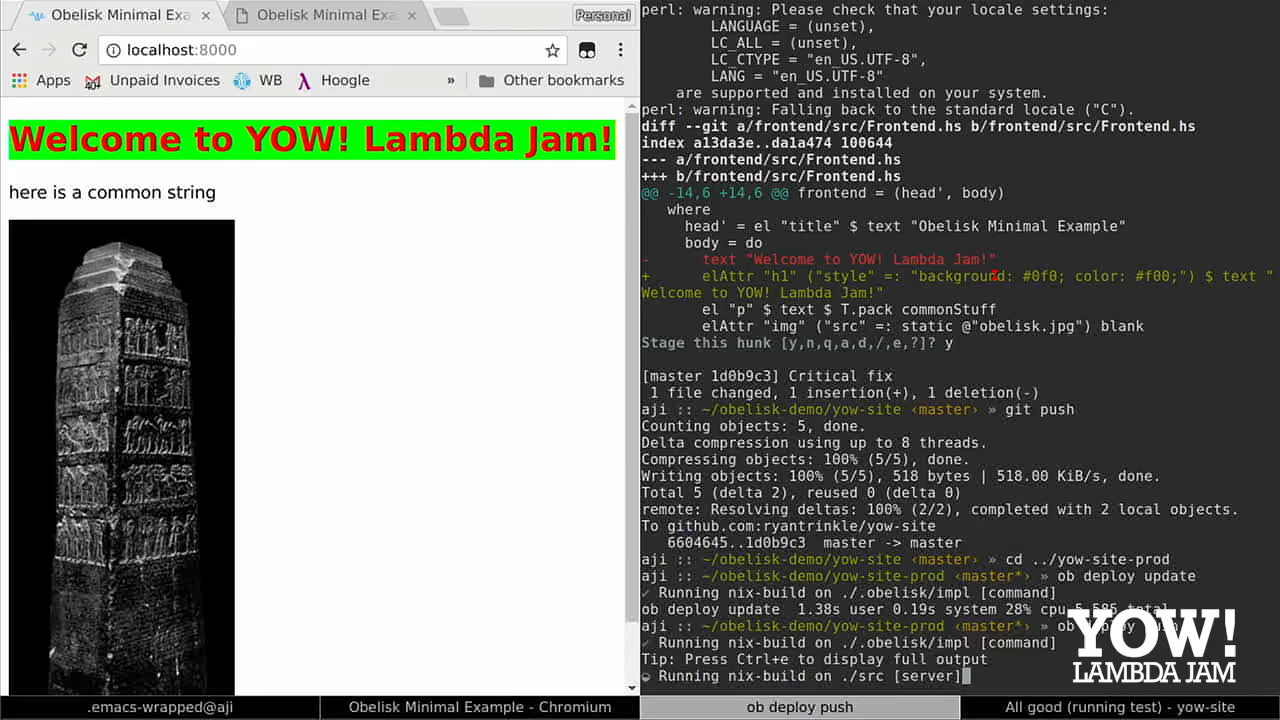 Obelisk Minimal Exa
Obelisk Minimal Exa
Personal
localhost:8000
Apps
40+
Unpaid Invoices
WB
Hoogle
»
Other bookmarks
Welcome to YOW! Lambda Jam!
here is a common string
perl: warning: Please check that your locale settings:
LANGUAGE = (unset),
LC_ALL = (unset),
LC_CTYPE = "en_US.UTF-8",
LANG = "en_US.UTF-8"
are supported and installed on your system.
perl: warning: Falling back to the standard locale ("C").
diff --git a/frontend/src/Frontend.hs b/frontend/src/Frontend.hs
index a13da3e..da1a474 100644
--- a/frontend/src/Frontend.hs
+++ b/frontend/src/Frontend.hs
@@ -14,6 +14,6 @@ frontend = (head', body)
where
head' = el "title" $ text "Obelisk Minimal Example"
body = do
- text "Welcome to YOW! Lambda Jam!"
+ elAttr "h1" ("style" =: "background: #0f0; color: #f00;") $ text "
Welcome to YOW! Lambda Jam!"
el "p" $ text $ T.pack commonStuff
elAttr "img" ("src" =: static @"obelisk.jpg") blank
Stage this hunk [y,n,q,a,d,/,e,?]? y
[master 1d0b9c3] Critical fix
1 file changed, 1 insertion(+), 1 deletion(-)
aji :: ~/obelisk-demo/yow-site ‹master› » git push
Counting objects: 5, done.
Delta compression using up to 8 threads.
Compressing objects: 100% (5/5), done.
Writing objects: 100% (5/5), 518 bytes | 518.00 KiB/s, done.
Total 5 (delta 2), reused 0 (delta 0)
remote: Resolving deltas: 100% (2/2), completed with 2 local objects.
To github.com:ryantrinkle/yow-site
6604645..1d0b9c3  master -> master
aji :: ~/obelisk-demo/yow-site ‹master› » cd ../yow-site-prod
aji :: ~/obelisk-demo/yow-site-prod ‹master*› » ob deploy update
✓ Running nix-build on ./.obelisk/impl [command]
ob deploy update  1.38s user 0.19s system 28% cpu 5.585 total
aji :: ~/obelisk-demo/yow-site-prod ‹master*› » ob deploy push
✓ Running nix-build on ./.obelisk/impl [command]
Tip: Press Ctrl+e to display full output
Running nix-build on ./src [server]
YOW!
LAMBDA JAM
.emacs-wrapped@aji
Obelisk Minimal Example - Chromium
ob deploy push
All good (running test) - yow-site